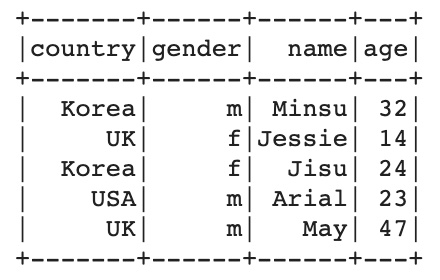 +-------+------+------+---+
|country|gender|  name|age|
+-------+------+------+---+
|  Korea|     m| Minsu| 32|
|     UK|     f|Jessie| 14|
|  Korea|     f|  Jisu| 24|
|    USA|     m| Arial| 23|
|     UK|     m|   May| 47|
+-------+------+------+---+